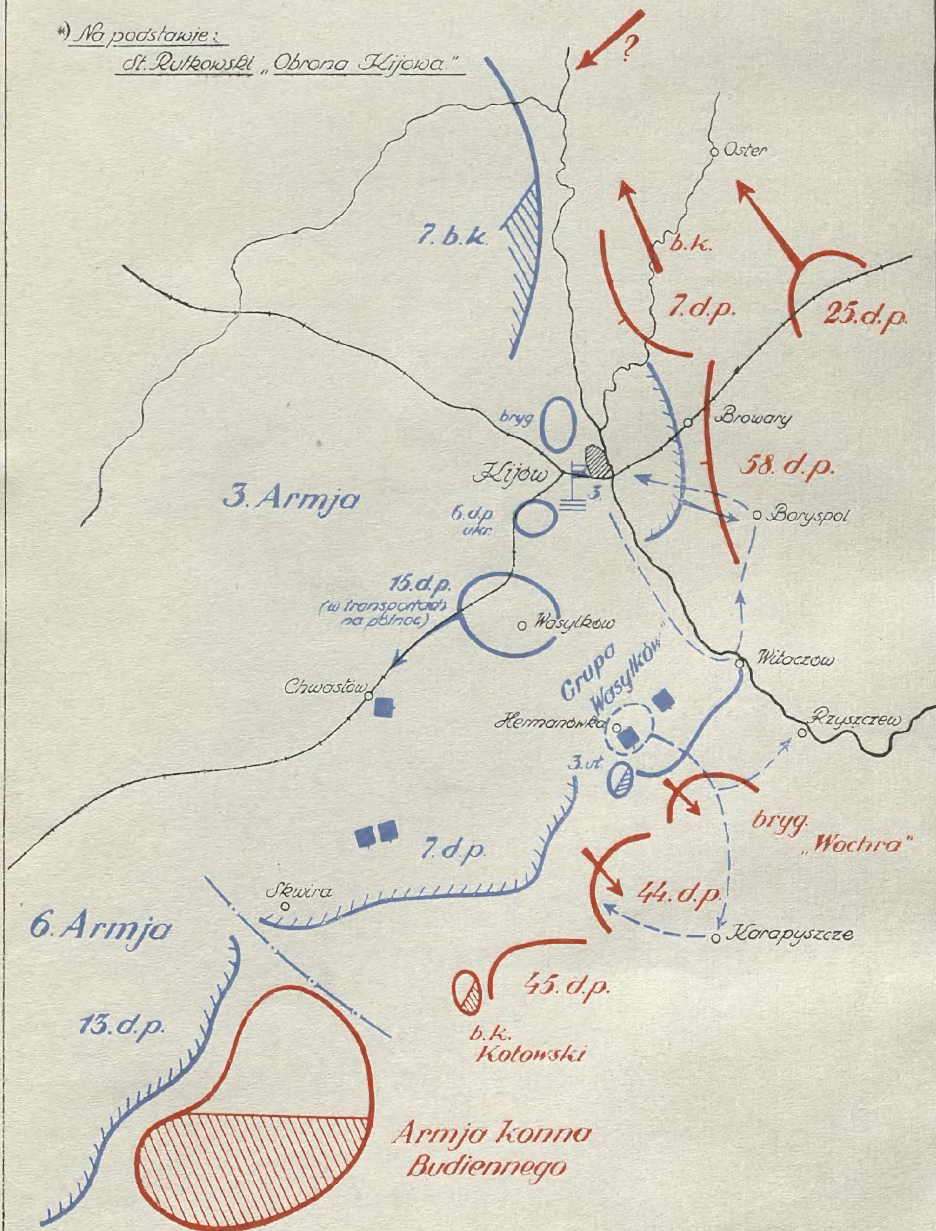 *) Na podstawie:
St. Rutkowski „Obrona Kijowa"
?
Oster
7. b.k.
b.k.
7. d.p.
25. d.p.
bryg
Browary
Kijów
58. d.p.
3.
3. Armja
6. d.p.
ukr.
Boryspol
15. d.p.
(w transportach
na północ)
Wasylków
Grupa
Wasylków"
Witaczow
Chwastów
Hermanówka
Rzyszczew
3. ut.
bryg.
„Wochra"
7. d.p.
44. d.p.
Skwira
6. Armja
Karapyszcze
45. d.p.
13. d.p.
b.k.
Kotowski
Armja konna
Budiennego